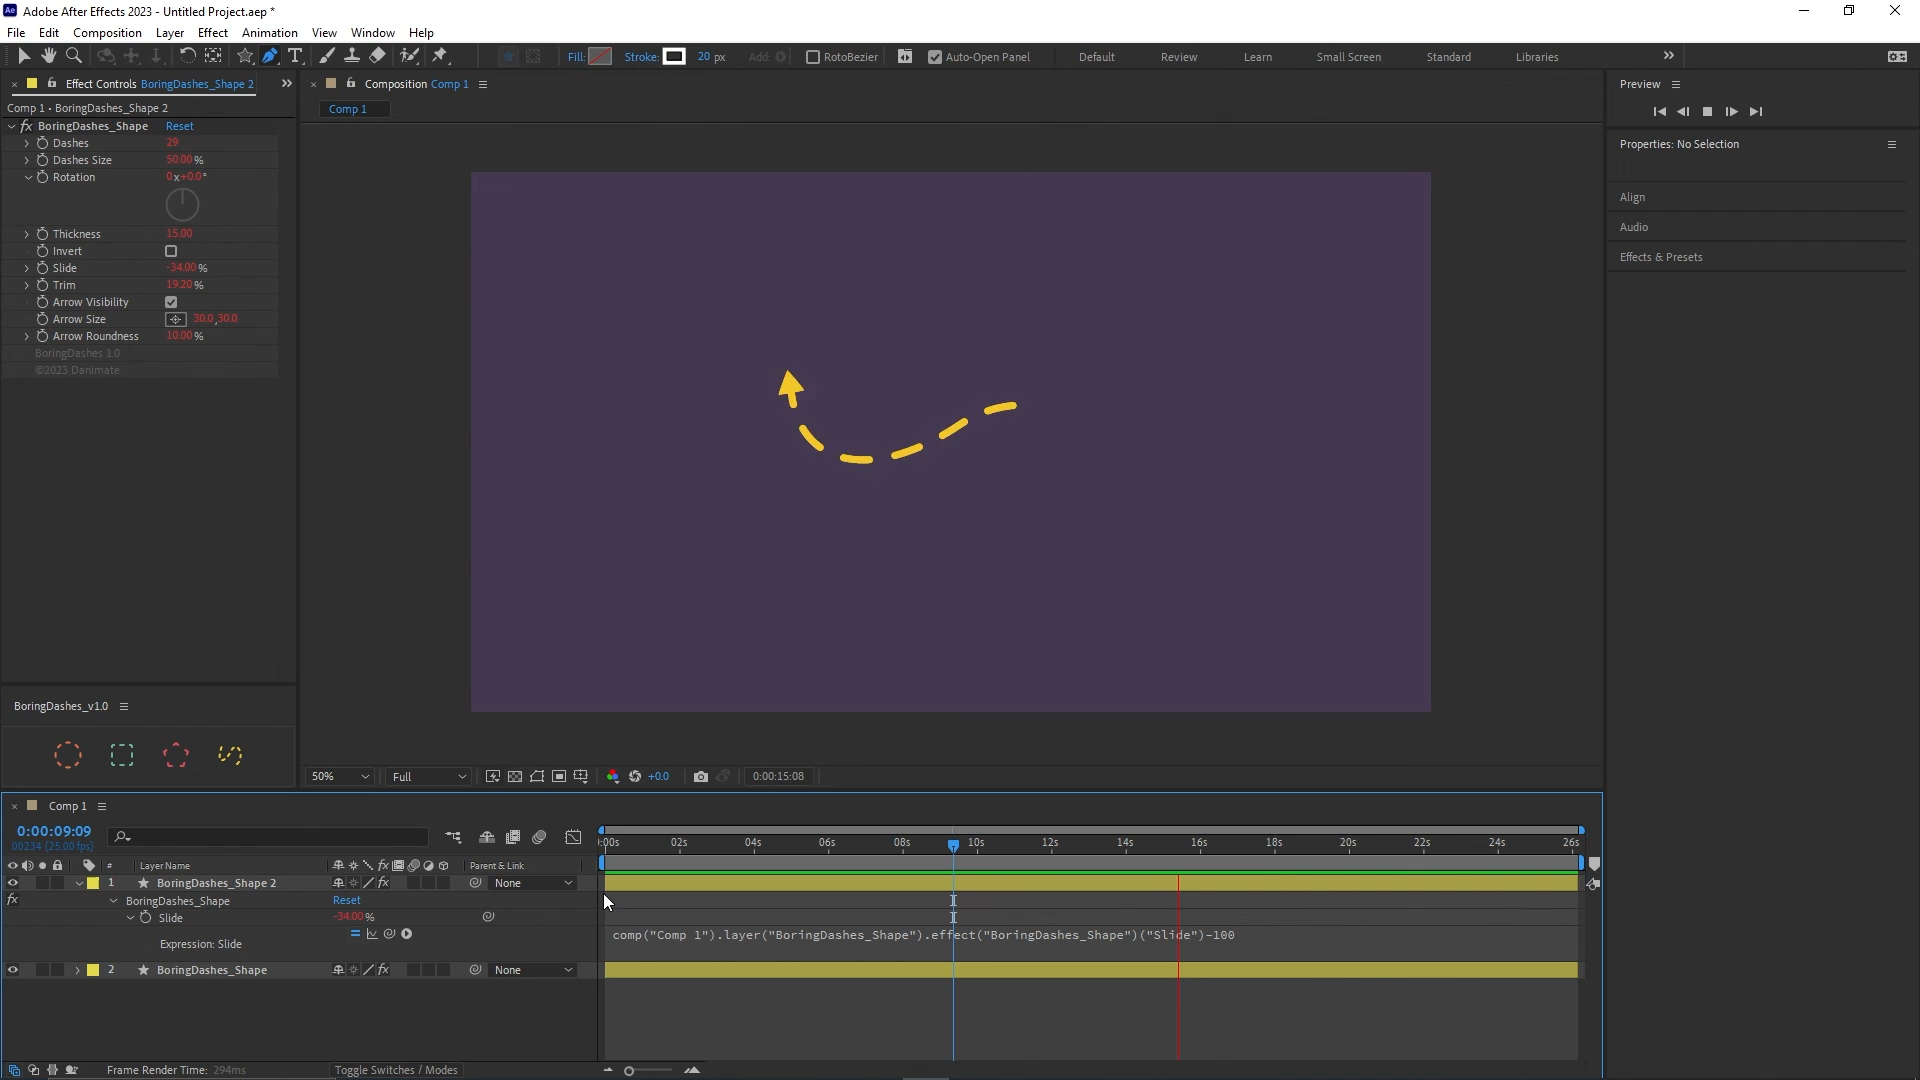 Adobe After Effects 2023 - Untitled Project.aep *
File Edit Composition Layer Effect Animation View Window Help
Fill: Stroke: 20 px Add: RotoBezier Auto-Open Panel Default Review Learn Small Screen Standard Libraries
Effect Controls BoringDashes_Shape 2
Comp 1 • BoringDashes_Shape 2
fx BoringDashes_Shape Reset
Dashes 29
Dashes Size 50.00 %
Rotation 0x+0.0°
Thickness 15.00
Invert
Slide -34.00 %
Trim 19.20 %
Arrow Visibility
Arrow Size 30.0,30.0
Arrow Roundness 10.00 %
BoringDashes 1.0
©2023 Danimate
BoringDashes_v1.0
Composition Comp 1
Comp 1
50% Full +0.0 0:00:15:08
Preview
Properties: No Selection
Align
Audio
Effects & Presets
Comp 1
0:00:09:09
00234 (25.00 fps)
:00s 02s 04s 06s 08s 10s 12s 14s 16s 18s 20s 22s 24s 26s
# Layer Name fx Parent & Link
1 BoringDashes_Shape 2 fx None
fx BoringDashes_Shape Reset
Slide -34.00 %
Expression: Slide comp("Comp 1").layer("BoringDashes_Shape").effect("BoringDashes_Shape")("Slide")-100
2 BoringDashes_Shape fx None
Frame Render Time: 294ms Toggle Switches / Modes